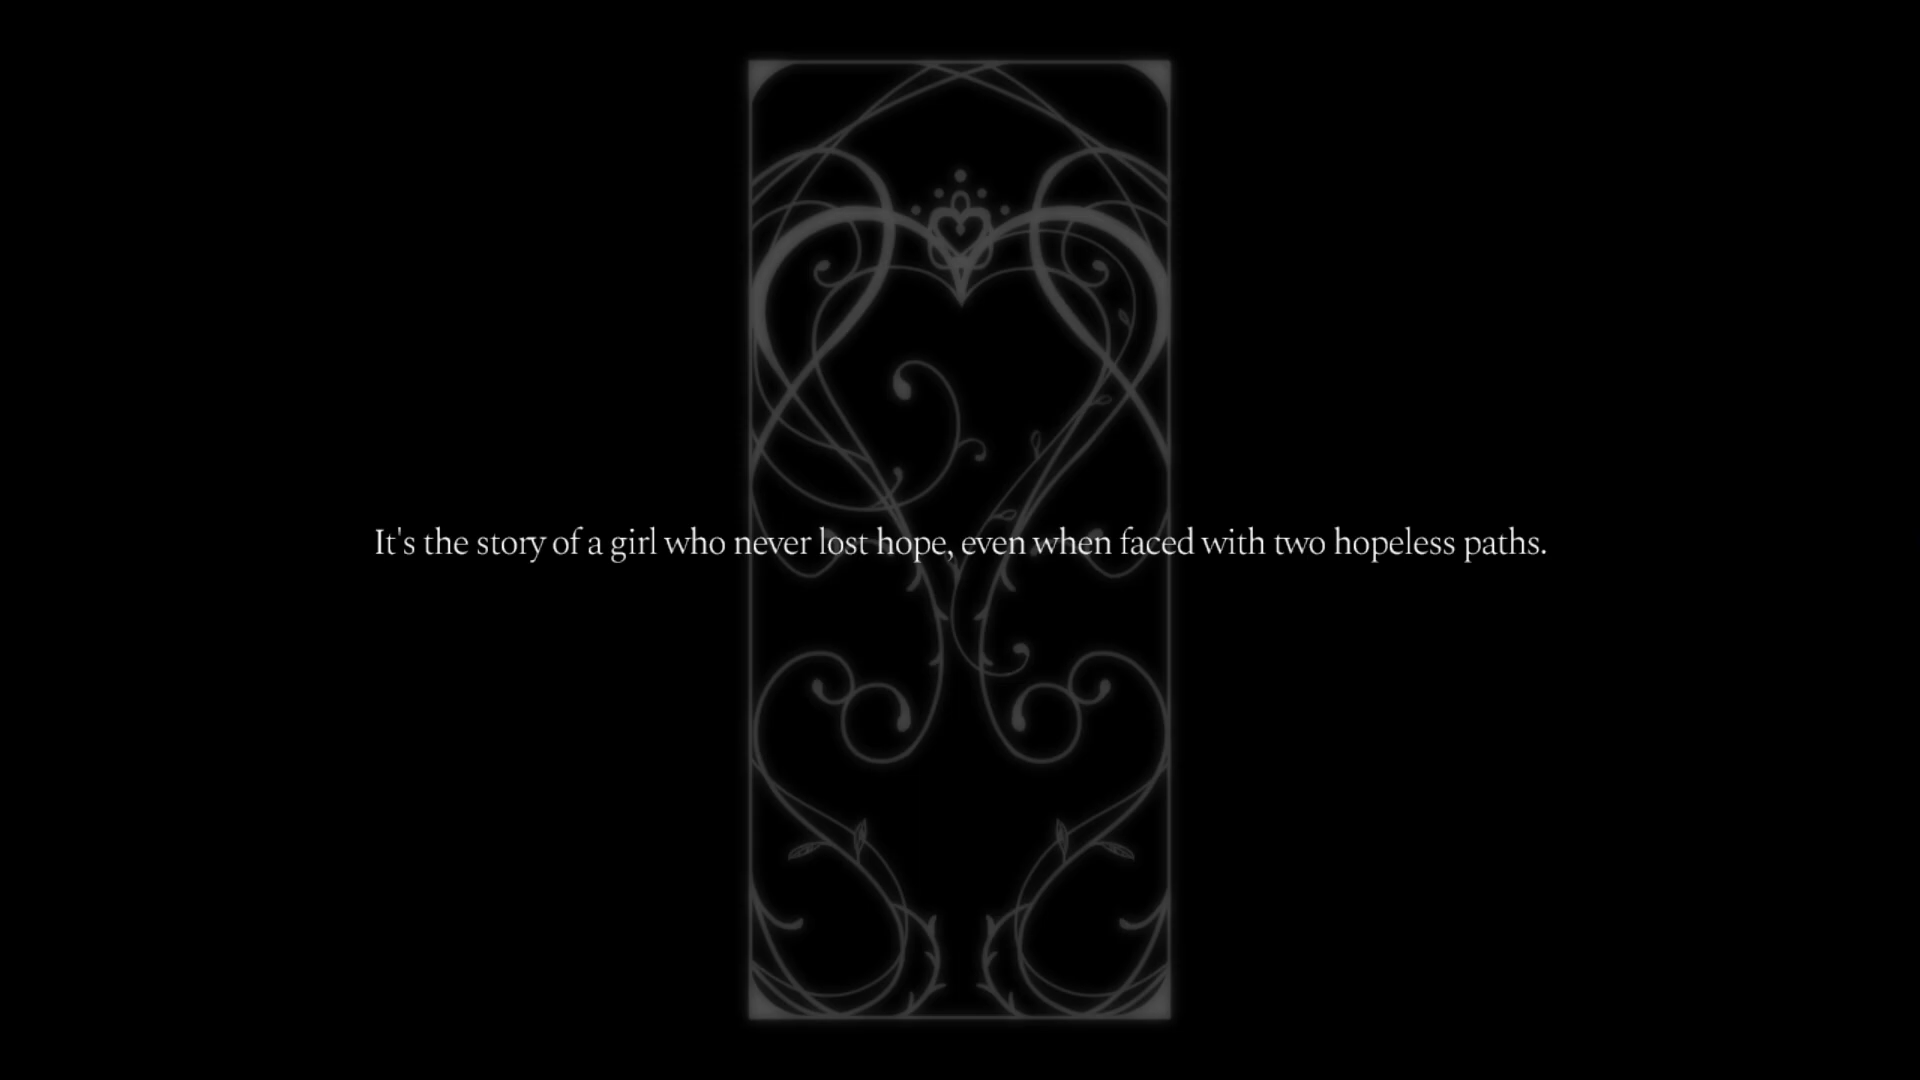 It's the story of a girl who never lost hope, even when faced with two hopeless paths.